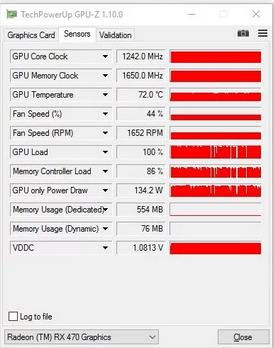 TechPowerUp GPU-Z 1.10.0
Graphics Card Sensors Validation
GPU Core Clock 1242.0 MHz
GPU Memory Clock 1650.0 MHz
GPU Temperature 72.0 °C
Fan Speed (%) 44 %
Fan Speed (RPM) 1652 RPM
GPU Load 100 %
Memory Controller Load 86 %
GPU only Power Draw 134.2 W
Memory Usage (Dedicated) 554 MB
Memory Usage (Dynamic) 76 MB
VDDC 1.0813 V
Log to file
Radeon (TM) RX 470 Graphics Close